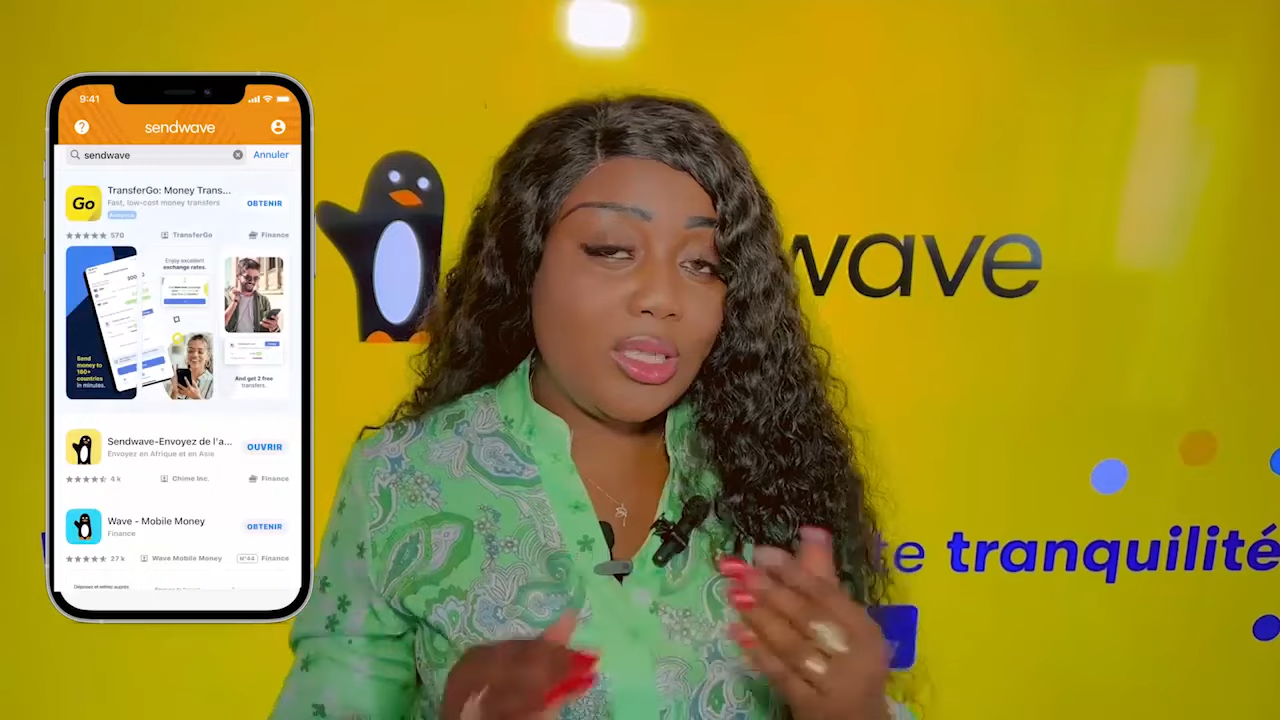 9:41
sendwave
sendwave
Annuler
Go
TransferGo: Money Trans...
Fast, low-cost money transfers
OBTENIR
570
TransferGo
Finance
Enjoy excellent
exchange rates.
Send
money to
160+
countries
in minutes.
And get 2 free
transfers.
Sendwave-Envoyez de l'a...
Envoyez en Afrique et en Asie
OUVRIR
4 k
Chime Inc.
Finance
Wave - Mobile Money
Finance
OBTENIR
27 k
Wave Mobile Money
N°44
Finance
wave
te tranquilité